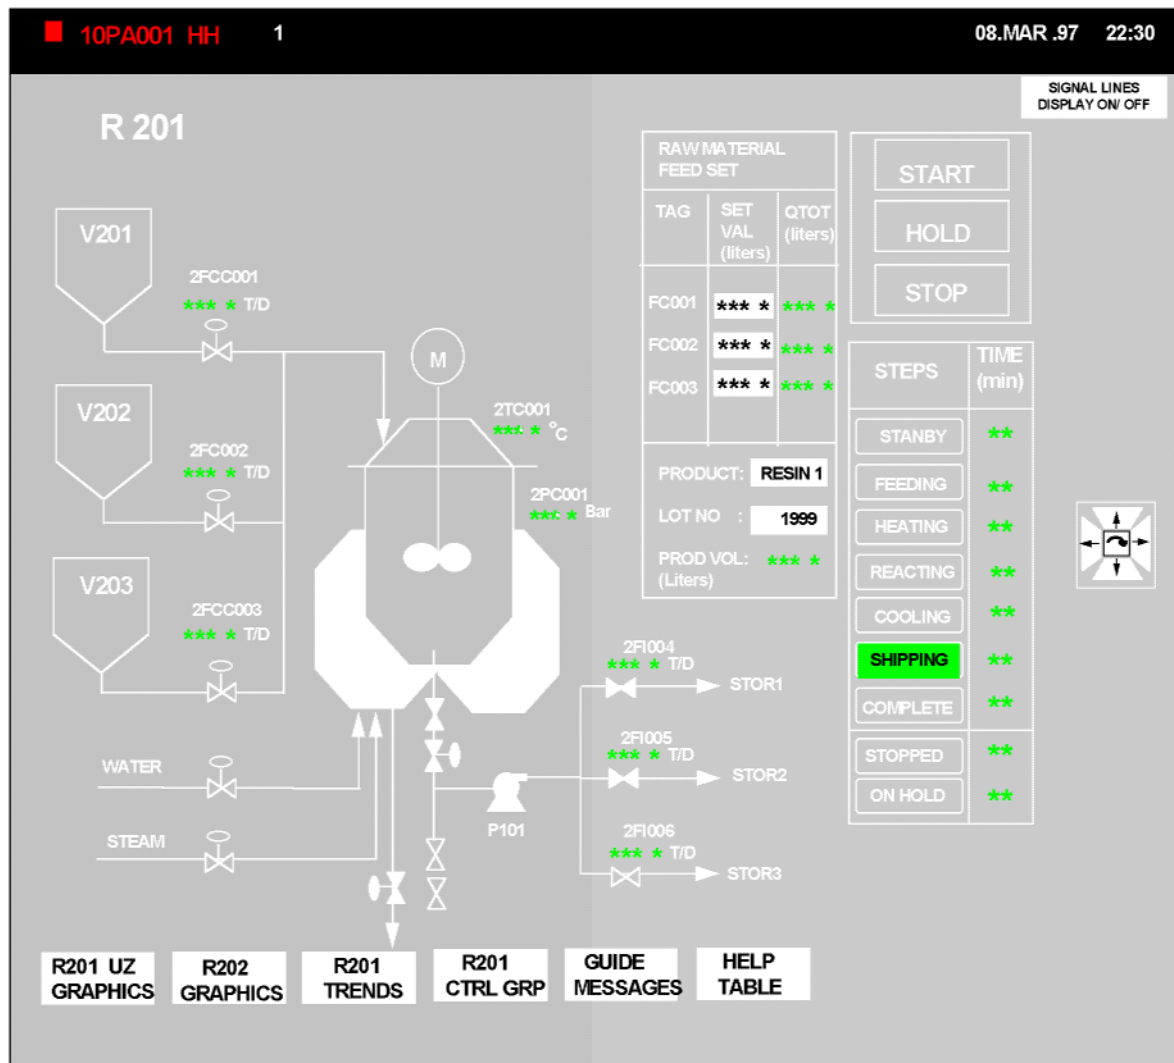 10PA001 HH 1 08.MAR .97 22:30
SIGNAL LINES
DISPLAY ON/ OFF
R 201
V201
2FCC001
*** * T/D
V202
2FC002
*** * T/D
V203
2FCC003
*** * T/D
M
2TC001
*** * °C
2PC001
*** * Bar
WATER
STEAM
P101
2FI004
*** * T/D
STOR1
2FI005
*** * T/D
STOR2
2FI006
*** * T/D
STOR3
RAW MATERIAL
FEED SET
TAG SET QTOT
VAL (liters)
(liters)
FC001 *** * *** *
FC002 *** * *** *
FC003 *** * *** *
PRODUCT: RESIN 1
LOT NO : 1999
PROD VOL: *** *
(Liters)
START
HOLD
STOP
STEPS TIME
(min)
STANBY **
FEEDING **
HEATING **
REACTING **
COOLING **
SHIPPING **
COMPLETE **
STOPPED **
ON HOLD **
R201 UZ
GRAPHICS
R202
GRAPHICS
R201
TRENDS
R201
CTRL GRP
GUIDE
MESSAGES
HELP
TABLE